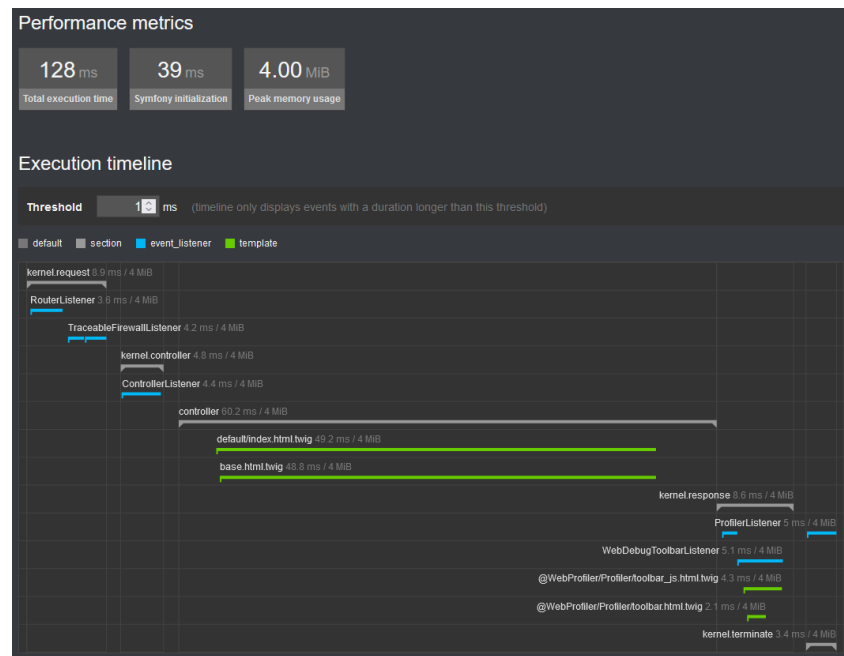 Performance metrics
128 ms
Total execution time
39 ms
Symfony initialization
4.00 MiB
Peak memory usage
Execution timeline
Threshold 1 ms (timeline only displays events with a duration longer than this threshold)
default section event_listener template
kernel.request 8.9 ms / 4 MiB
RouterListener 3.6 ms / 4 MiB
TraceableFirewallListener 4.2 ms / 4 MiB
kernel.controller 4.8 ms / 4 MiB
ControllerListener 4.4 ms / 4 MiB
controller 60.2 ms / 4 MiB
default/index.html.twig 49.2 ms / 4 MiB
base.html.twig 48.8 ms / 4 MiB
kernel.response 8.6 ms / 4 MiB
ProfilerListener 5 ms / 4 MiB
WebDebugToolbarListener 5.1 ms / 4 MiB
@WebProfiler/Profiler/toolbar_js.html.twig 4.3 ms / 4 MiB
@WebProfiler/Profiler/toolbar.html.twig 2.1 ms / 4 MiB
kernel.terminate 3.4 ms / 4 MiB